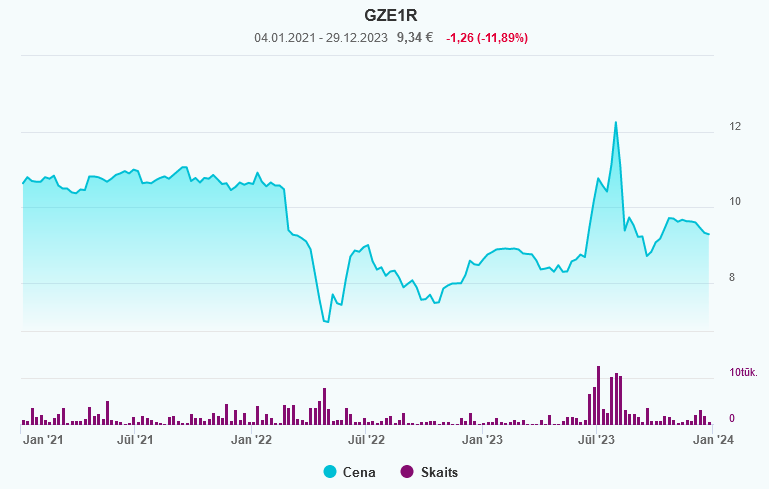 GZE1R
04.01.2021 - 29.12.2023 9,34 € -1,26 (-11,89%)
12
10
8
10tūk.
0
Jan '21 Jūl '21 Jan '22 Jūl '22 Jan '23 Jūl '23 Jan '24
Cena Skaits